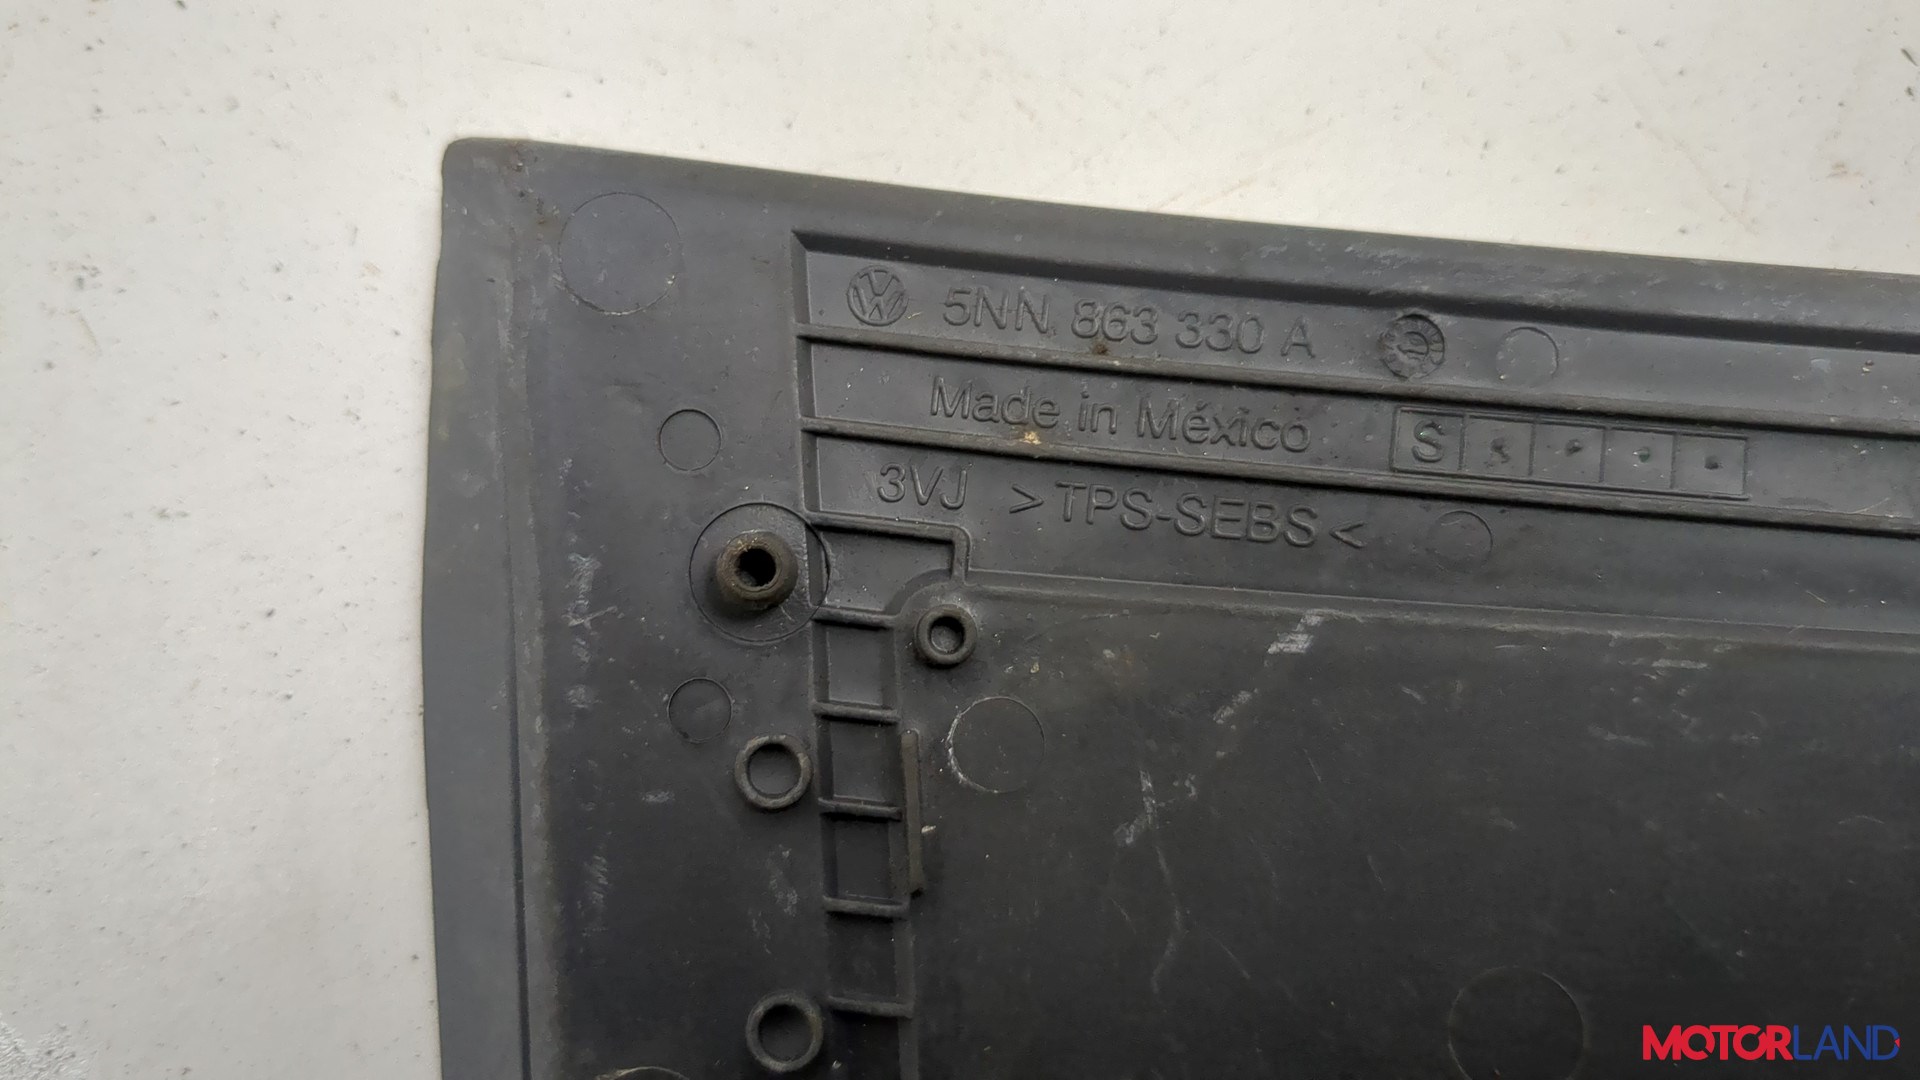 5NN 863 330 A
Made in México S
3VJ >TPS-SEBS<
MOTORLAND